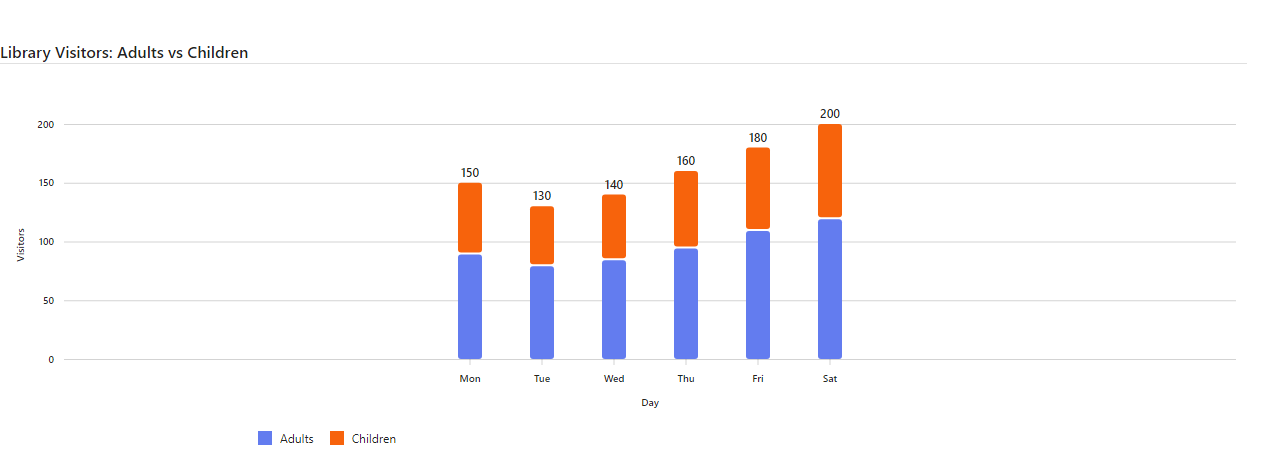 Library Visitors: Adults vs Children
200
200
180
160
150
140
130
150
100
50
0
Visitors
Mon Tue Wed Thu Fri Sat
Day
Adults Children